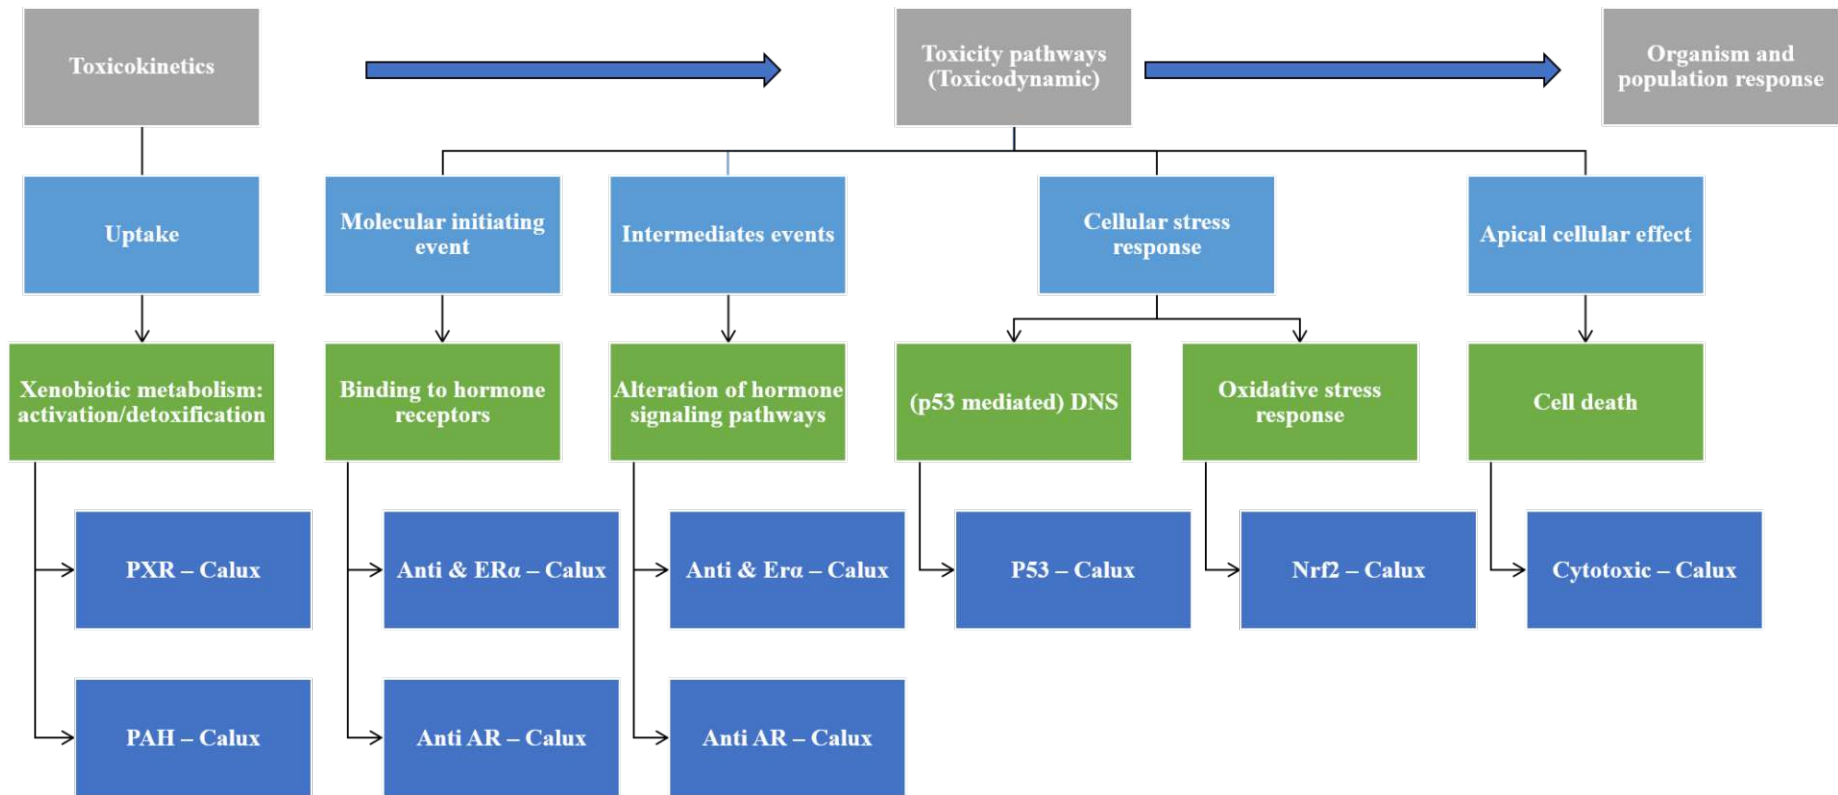 Toxicokinetics
Toxicity pathways
(Toxicodynamic)
Organism and
population response
Uptake
Molecular initiating
event
Intermediates events
Cellular stress
response
Apical cellular effect
Xenobiotic metabolism:
activation/detoxification
Binding to hormone
receptors
Alteration of hormone
signaling pathways
(p53 mediated) DNS
Oxidative stress
response
Cell death
PXR – Calux
Anti & ERα – Calux
Anti & Erα – Calux
P53 – Calux
Nrf2 – Calux
Cytotoxic – Calux
PAH – Calux
Anti AR – Calux
Anti AR – Calux